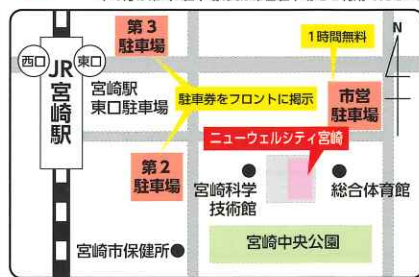 第3
駐車場
1時間無料
N
西口
東口
JR
宮崎駅
宮崎駅
東口駐車場
駐車券をフロントに掲示
市営
駐車場
ニューウェルシティ宮崎
第2
駐車場
宮崎科学
技術館
総合体育館
宮崎市保健所
宮崎中央公園